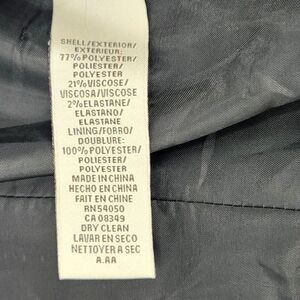 SHELL/EXTERIOR/
EXTERIEUR:
77% POLYESTER/
POLIESTER/
POLYESTER
21% VISCOSE/
VISCOSA/VISCOSE
2% ELASTANE/
ELASTANO/
ELASTANE
LINING/FORRO/
DOUBLURE:
100% POLYESTER/
POLIESTER/
POLYESTER
MADE IN CHINA
HECHO EN CHINA
FAIT EN CHINE
RN 54050
CA 08349
DRY CLEAN
LAVAR EN SECO
NETTOYER A SEC
A.AA